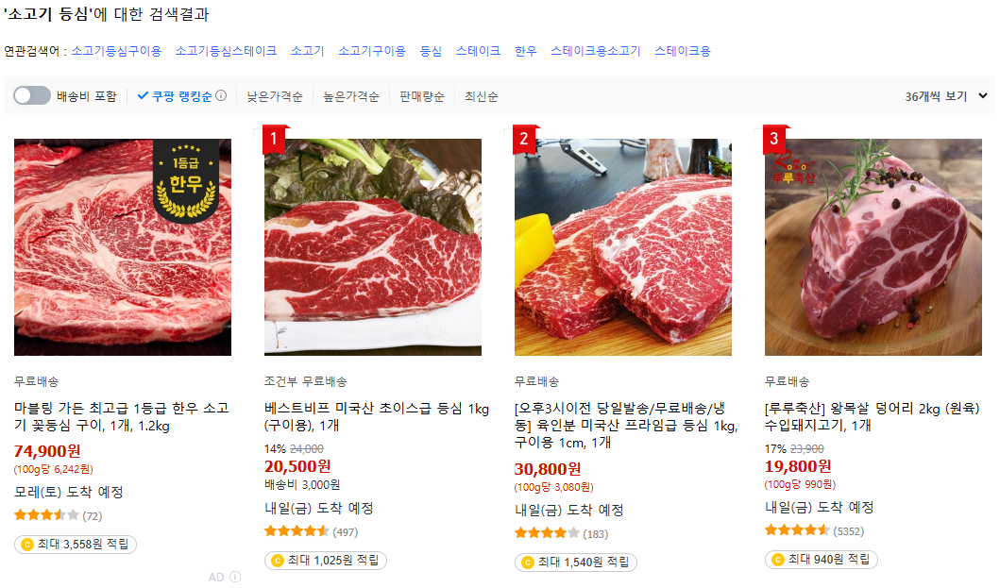 '소고기 등심'에 대한 검색결과
연관검색어 : 소고기등심구이용 소고기등심스테이크 소고기 소고기구이용 등심 스테이크 한우 스테이크용소고기 스테이크용
배송비 포함 쿠팡 랭킹순 낮은가격순 높은가격순 판매량순 최신순 36개씩 보기
1등급
한우
무료배송
마블링 가든 최고급 1등급 한우 소고
기 꽃등심 구이, 1개, 1.2kg
74,900원
(100g당 6,242원)
모레(토) 도착 예정
(72)
최대 3,558원 적립
AD
1
조건부 무료배송
베스트비프 미국산 초이스급 등심 1kg
(구이용), 1개
14% 24,000
20,500원
배송비 3,000원
내일(금) 도착 예정
(497)
최대 1,025원 적립
2
무료배송
[오후3시이전 당일발송/무료배송/냉
동] 육인분 미국산 프라임급 등심 1kg,
구이용 1cm, 1개
30,800원
(100g당 3,080원)
내일(금) 도착 예정
(183)
최대 1,540원 적립
3
루루축산
무료배송
[루루축산] 왕목살 덩어리 2kg (원육)
수입돼지고기, 1개
17% 23,900
19,800원
(100g당 990원)
내일(금) 도착 예정
(5352)
최대 940원 적립